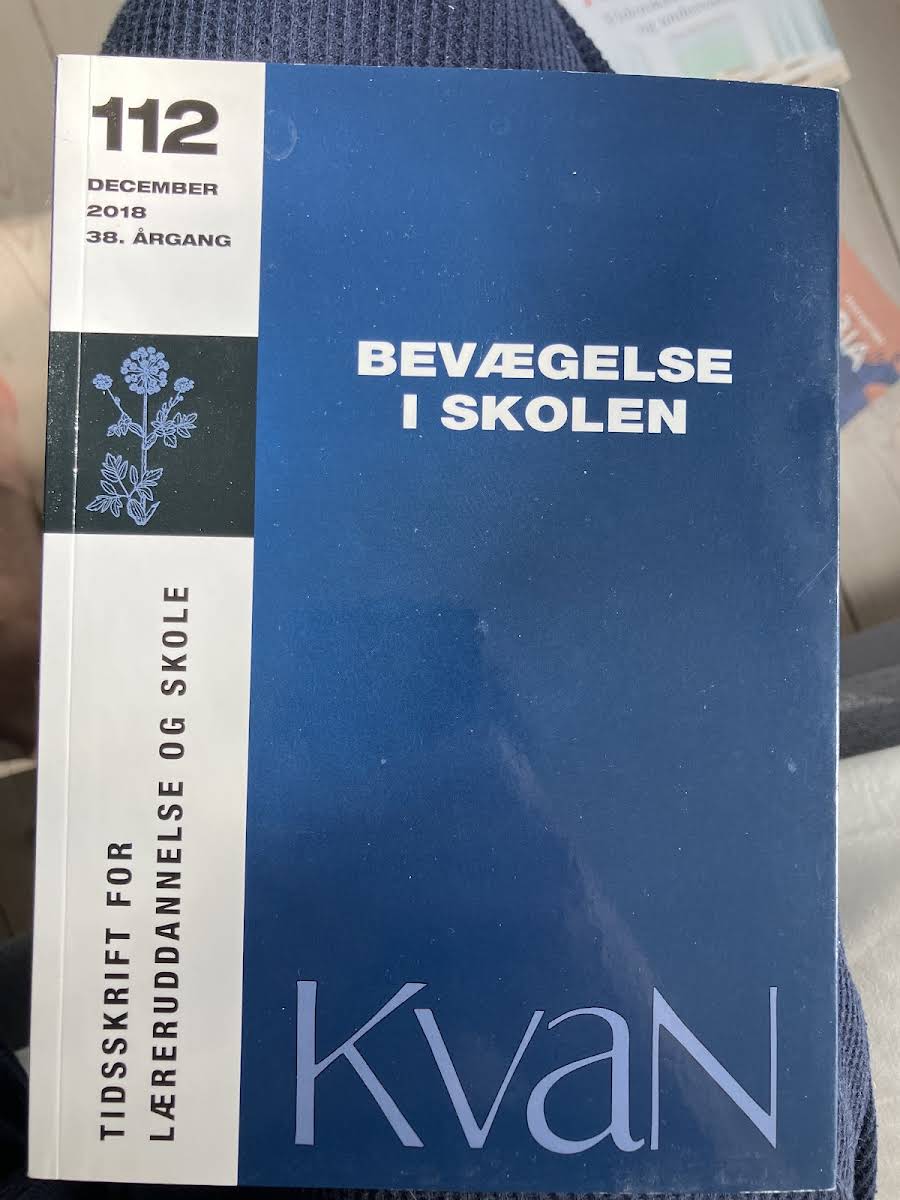 112
DECEMBER
2018
38. ÅRGANG
BEVÆGELSE
I SKOLEN
TIDSSKRIFT FOR
LÆRERUDDANNELSE OG SKOLE
KvaN